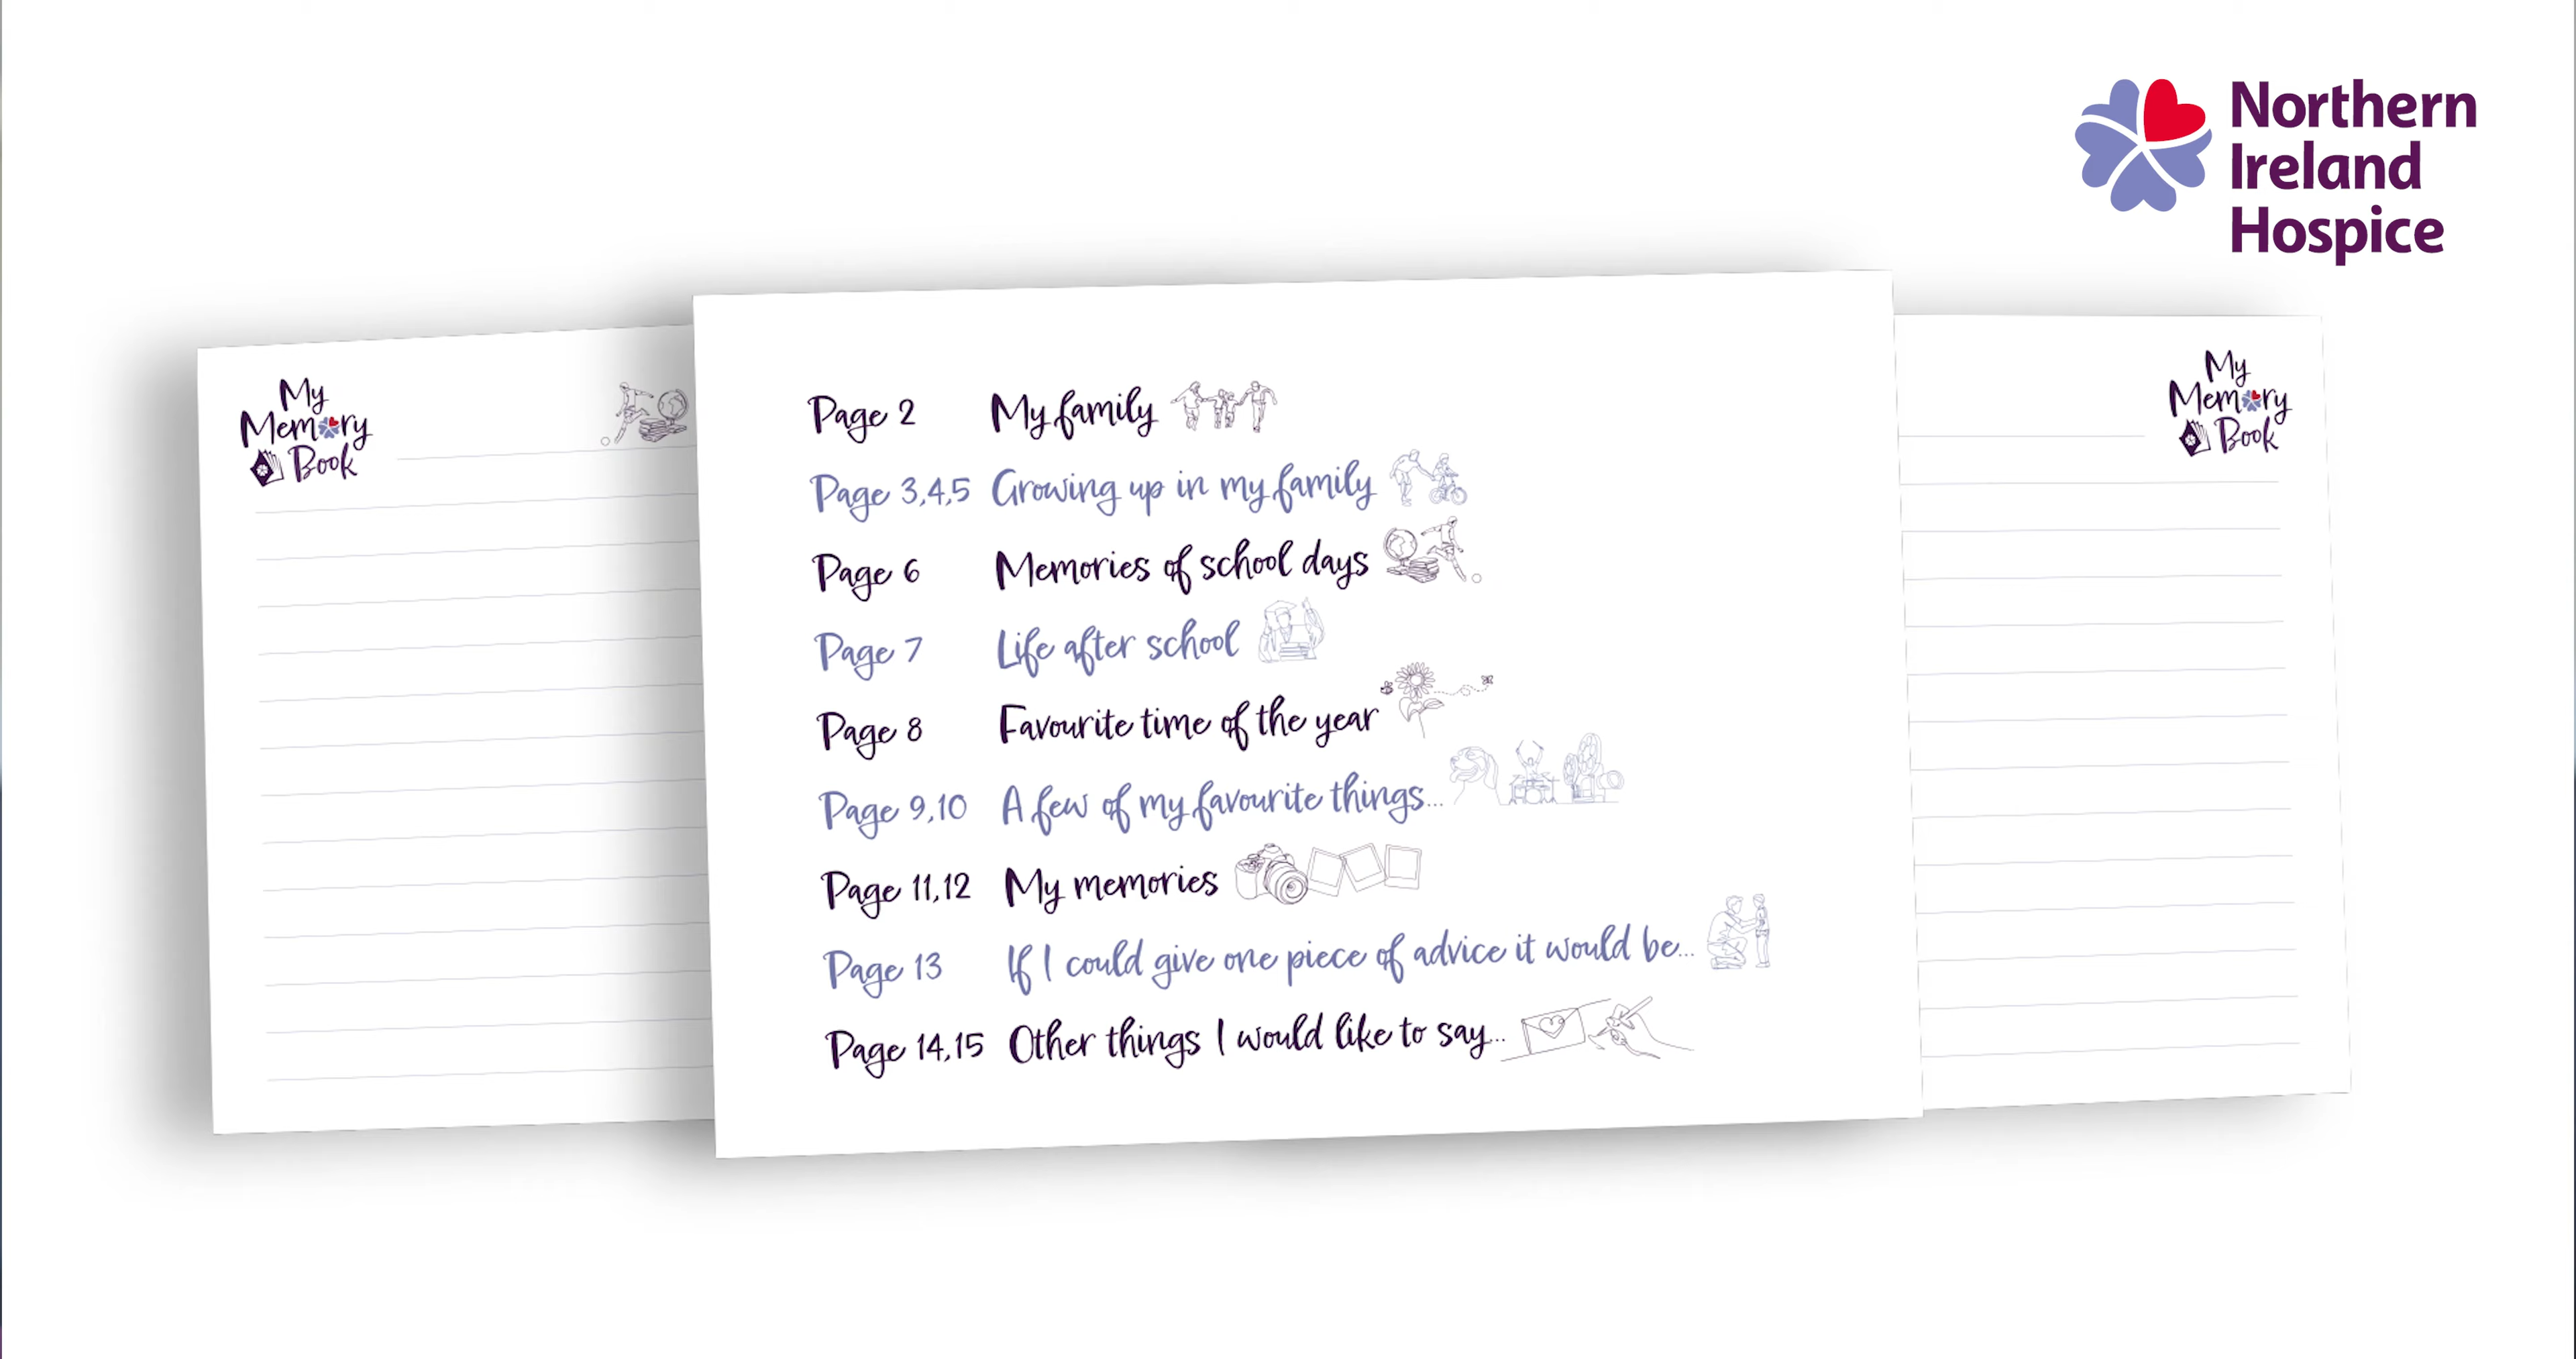 Northern
Ireland
Hospice
My
Memory
Book
Page 2 My family
Page 3,4,5 Growing up in my family
Page 6 Memories of school days
Page 7 Life after school
Page 8 Favourite time of the year
Page 9,10 A few of my favourite things...
Page 11,12 My memories
Page 13 If I could give one piece of advice it would be...
Page 14,15 Other things I would like to say...
My
Memory
Book